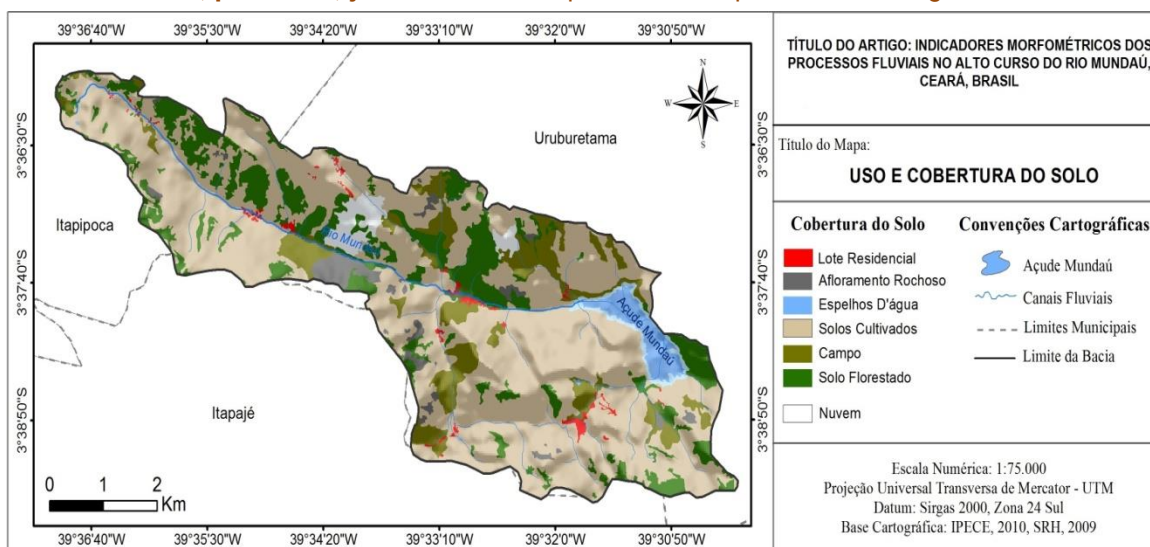 39°36'40"W 39°35'30"W 39°34'20"W 39°33'10"W 39°32'0"W 39°30'50"W
3°36'30"S
3°37'40"S
3°38'50"S
N
W E
S
Uruburetama
Itapipoca
Itapajé
Açude Mundaú
0 1 2
Km
39°36'40"W 39°35'30"W 39°34'20"W 39°33'10"W 39°32'0"W 39°30'50"W
3°36'30"S
3°37'40"S
3°38'50"S
TÍTULO DO ARTIGO: INDICADORES MORFOMÉTRICOS DOS
PROCESSOS FLUVIAIS NO ALTO CURSO DO RIO MUNDAÚ,
CEARÁ, BRASIL
Título do Mapa:
USO E COBERTURA DO SOLO
Cobertura do Solo
Lote Residencial
Afloramento Rochoso
Espelhos D'água
Solos Cultivados
Campo
Solo Florestado
Nuvem
Convenções Cartográficas
Açude Mundaú
Canais Fluviais
Limites Municipais
Limite da Bacia
Escala Numérica: 1:75.000
Projeção Universal Transversa de Mercator - UTM
Datum: Sirgas 2000, Zona 24 Sul
Base Cartográfica: IPECE, 2010, SRH, 2009